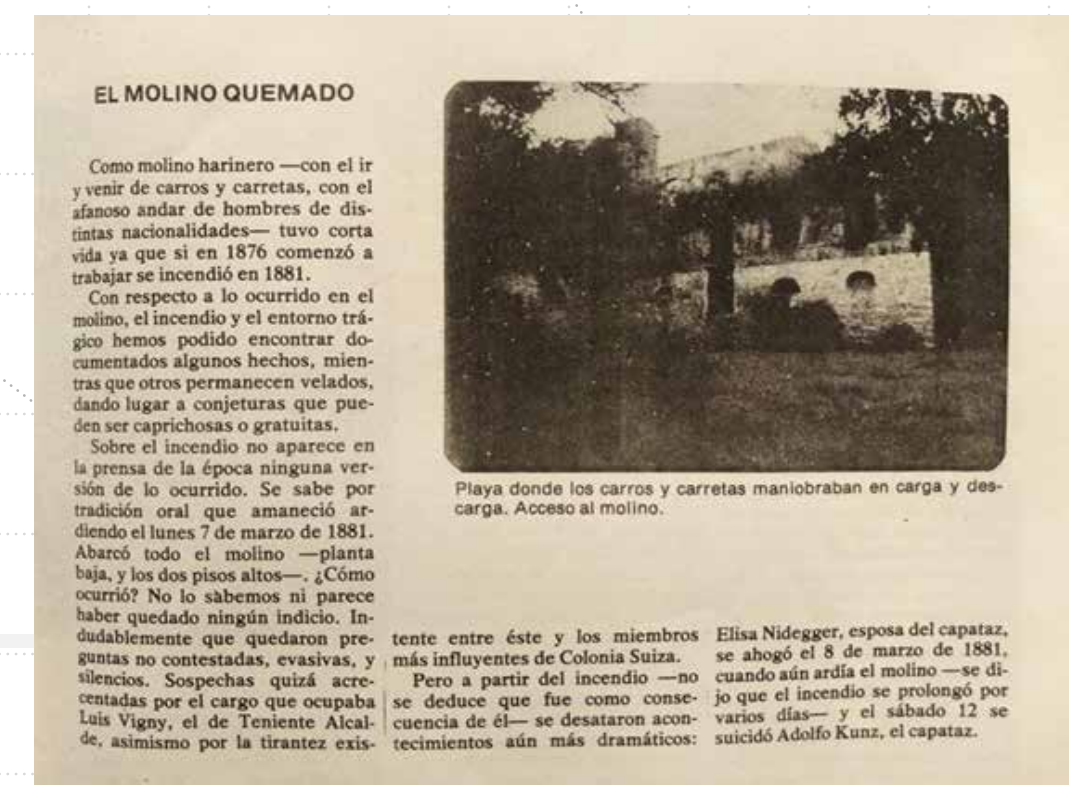 EL MOLINO QUEMADO
Como molino harinero —con el ir
y venir de carros y carretas, con el
afanoso andar de hombres de dis-
tintas nacionalidades— tuvo corta
vida ya que si en 1876 comenzó a
trabajar se incendió en 1881.
Con respecto a lo ocurrido en el
molino, el incendio y el entorno trá-
gico hemos podido encontrar do-
cumentados algunos hechos, mien-
tras que otros permanecen velados,
dando lugar a conjeturas que pue-
den ser caprichosas o gratuitas.
Sobre el incendio no aparece en
la prensa de la época ninguna ver-
sión de lo ocurrido. Se sabe por
tradición oral que amaneció ar-
diendo el lunes 7 de marzo de 1881.
Abarcó todo el molino —planta
baja, y los dos pisos altos—. ¿Cómo
ocurrió? No lo sabemos ni parece
haber quedado ningún indicio. In-
dudablemente que quedaron pre-
guntas no contestadas, evasivas, y
silencios. Sospechas quizá acre-
centadas por el cargo que ocupaba
Luis Vigny, el de Teniente Alcal-
de, asimismo por la tirantez exis-
Playa donde los carros y carretas maniobraban en carga y des-
carga. Acceso al molino.
tente entre éste y los miembros
más influyentes de Colonia Suiza.
Pero a partir del incendio —no
se deduce que fue como conse-
cuencia de él— se desataron acon-
tecimientos aún más dramáticos:
Elisa Nidegger, esposa del capataz,
se ahogó el 8 de marzo de 1881,
cuando aún ardía el molino —se di-
jo que el incendio se prolongó por
varios días— y el sábado 12 se
suicidó Adolfo Kunz, el capataz.